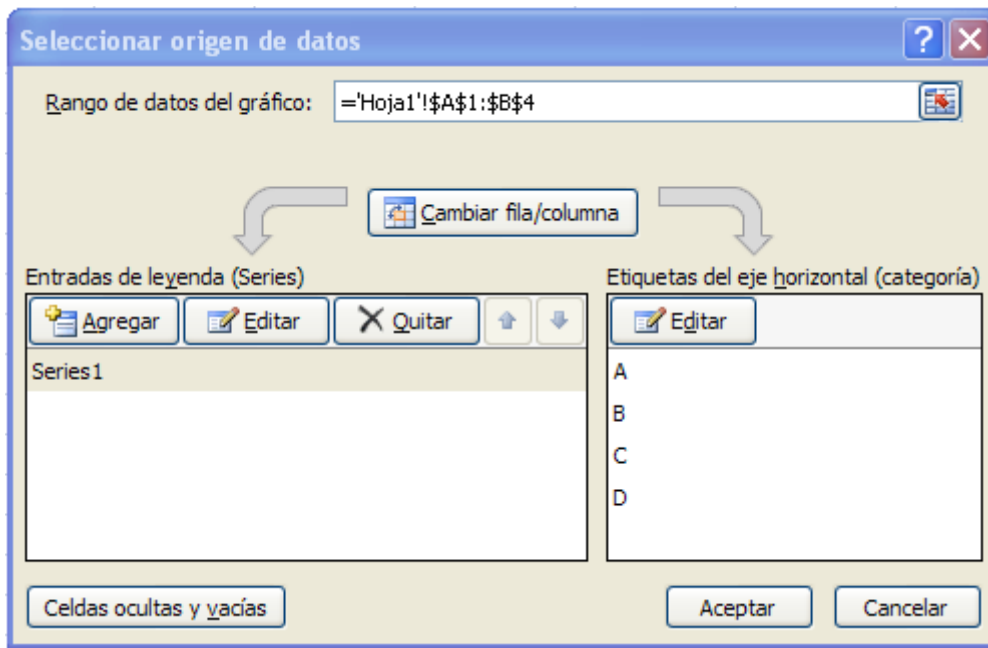 Seleccionar origen de datos
Rango de datos del gráfico: ='Hoja1'!$A$1:$B$4
Cambiar fila/columna
Entradas de leyenda (Series)
Agregar Editar Quitar
Series1
Etiquetas del eje horizontal (categoría)
Editar
A
B
C
D
Celdas ocultas y vacías
Aceptar Cancelar